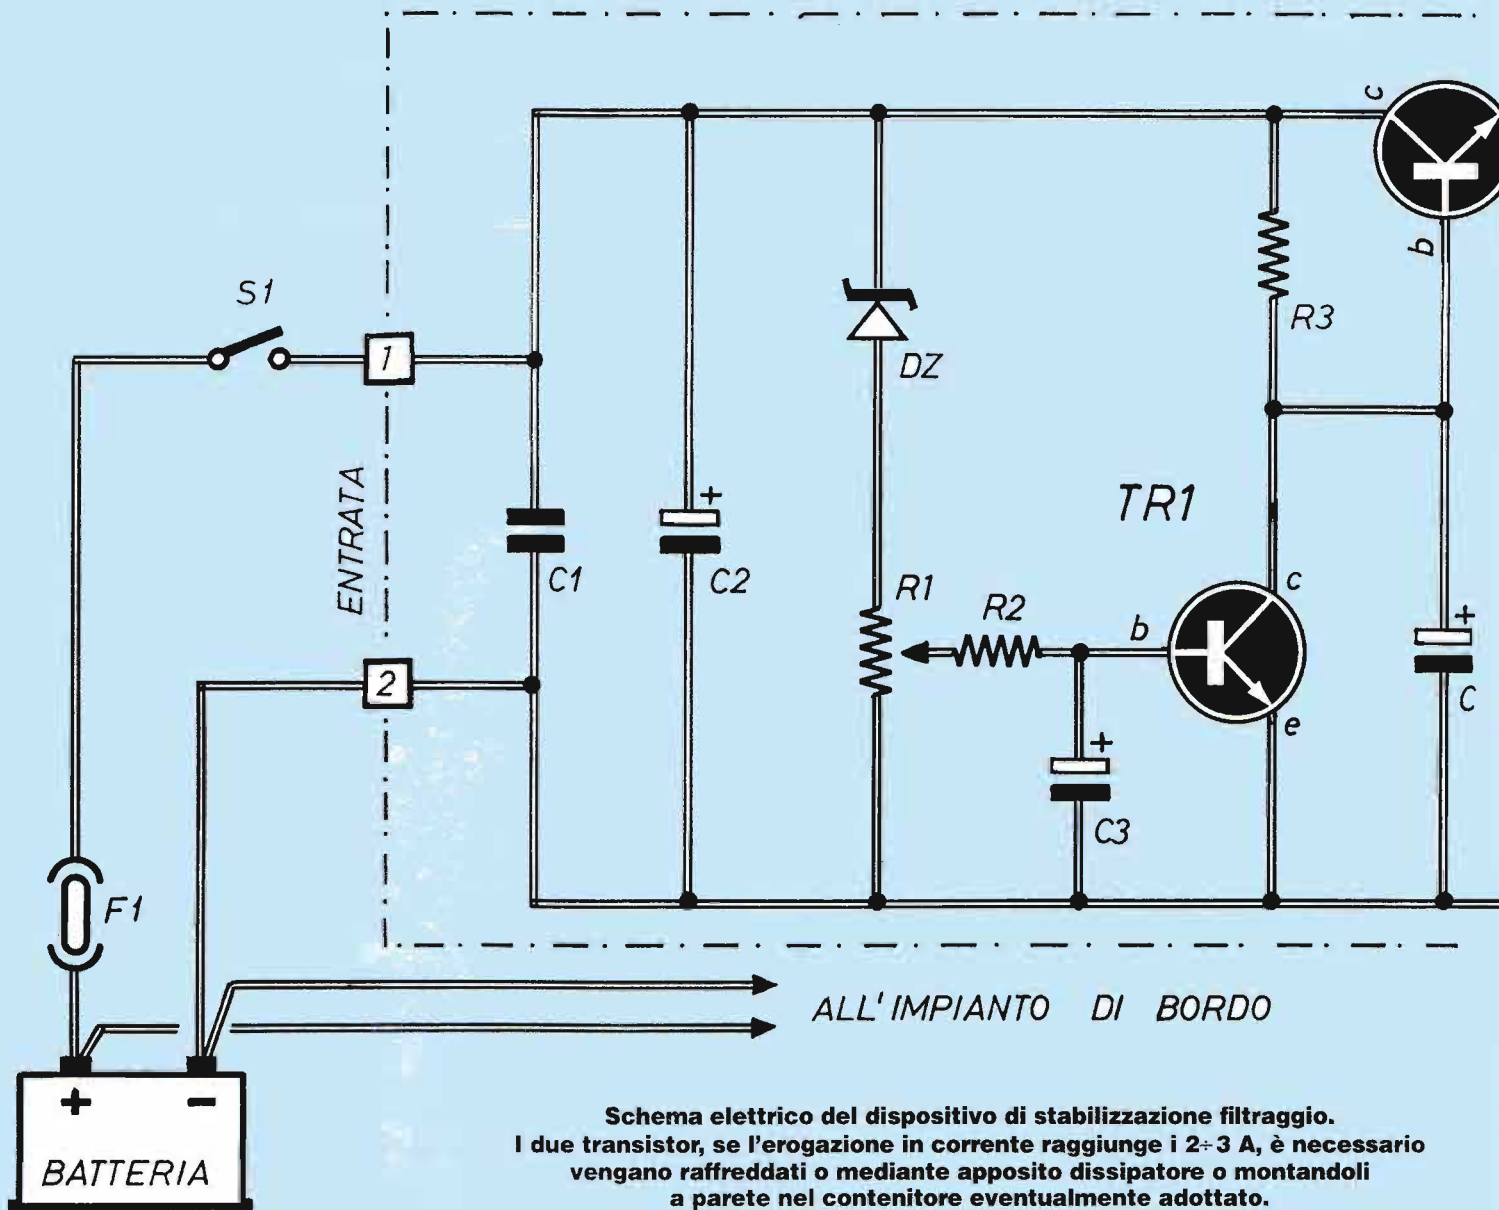 c
b
S1
1
R3
DZ
ENTRATA
TR1
+
+
C1
C2
R1
R2
b
c
+
2
C
e
+
C3
F1
ALL'IMPIANTO DI BORDO
+ -
BATTERIA
Schema elettrico del dispositivo di stabilizzazione filtraggio.
I due transistor, se l'erogazione in corrente raggiunge i 2÷3 A, è necessario
vengano raffreddati o mediante apposito dissipatore o montandoli
a parete nel contenitore eventualmente adottato.